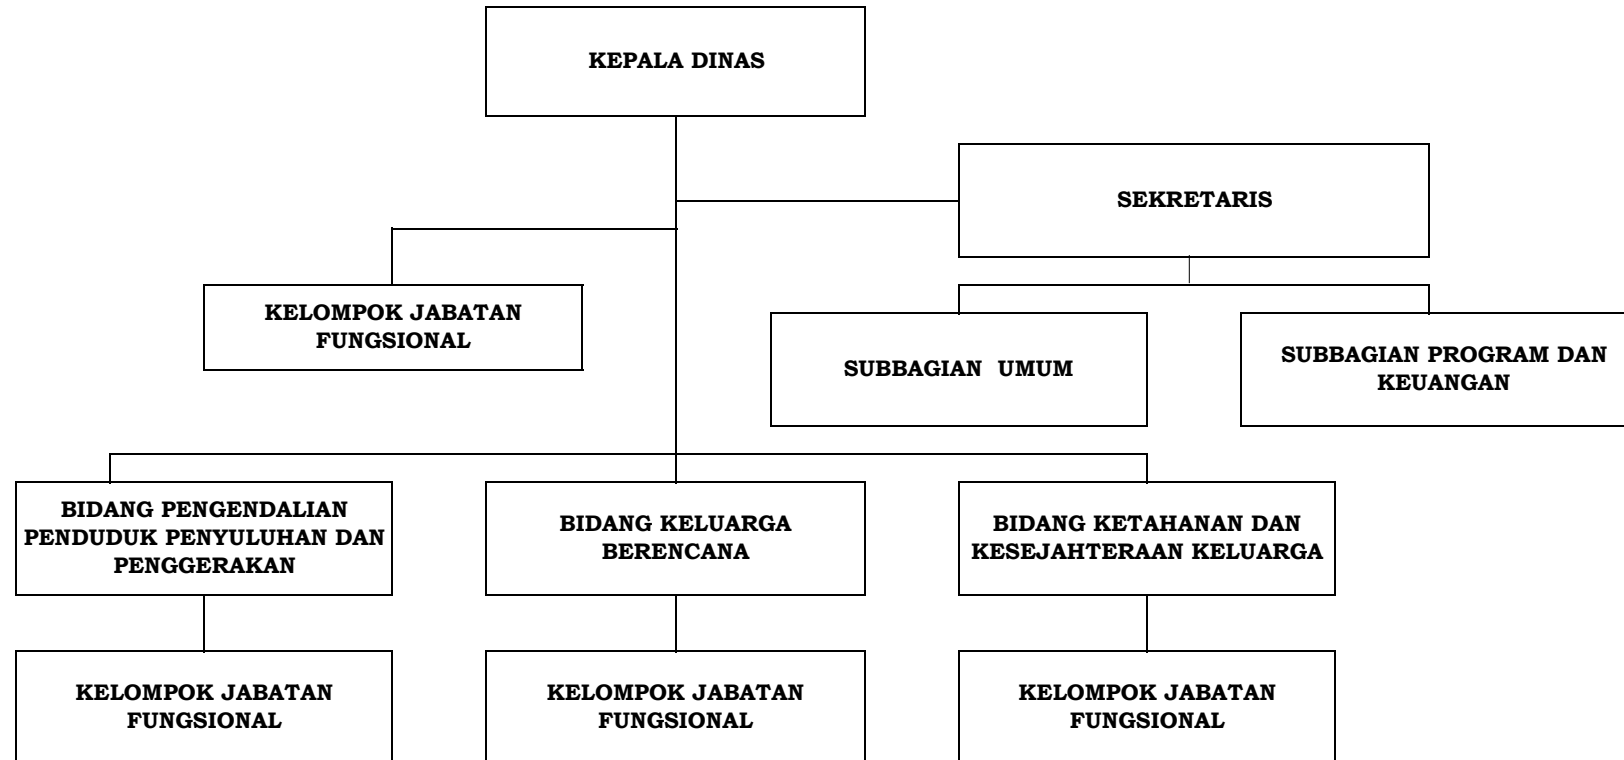 KEPALA DINAS
SEKRETARIS
KELOMPOK JABATAN
FUNGSIONAL
SUBBAGIAN UMUM
SUBBAGIAN PROGRAM DAN
KEUANGAN
BIDANG PENGENDALIAN
PENDUDUK PENYULUHAN DAN
PENGGERAKAN
BIDANG KELUARGA
BERENCANA
BIDANG KETAHANAN DAN
KESEJAHTERAAN KELUARGA
KELOMPOK JABATAN
FUNGSIONAL
KELOMPOK JABATAN
FUNGSIONAL
KELOMPOK JABATAN
FUNGSIONAL